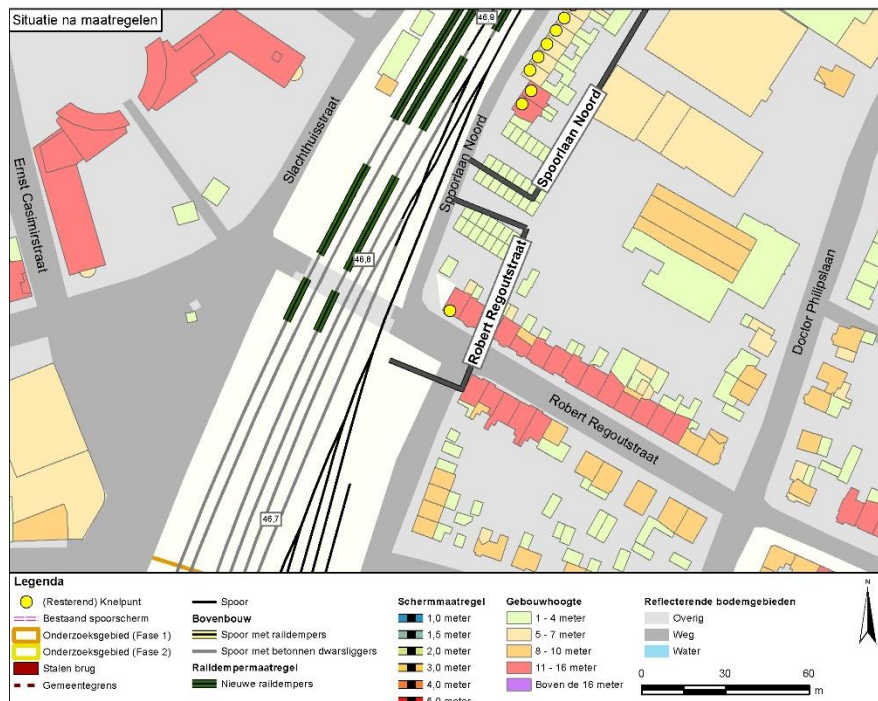 Situatie na maatregelen
46,9
Slachthuisstraat
Spoorlaan Noord
Spoorlaan Noord
Ernst Casimirstraat
46,8
Robert Regoutstraat
Doctor Philipslaan
Robert Regoutstraat
46,7
Legenda
(Resterend) Knelpunt
Bestaand spoorscherm
Onderzoeksgebied (Fase 1)
Onderzoeksgebied (Fase 2)
Stalen brug
Gemeentegrens
Spoor
Bovenbouw
Spoor met raildempers
Spoor met betonnen dwarsliggers
Raildempermaatregel
Nieuwe raildempers
Schermmaatregel
1,0 meter
1,5 meter
2,0 meter
3,0 meter
4,0 meter
5,0 meter
Gebouwhoogte
1 - 4 meter
5 - 7 meter
8 - 10 meter
11 - 16 meter
Boven de 16 meter
Reflecterende bodemgebieden
Overig
Weg
Water
N
0 30 60
m